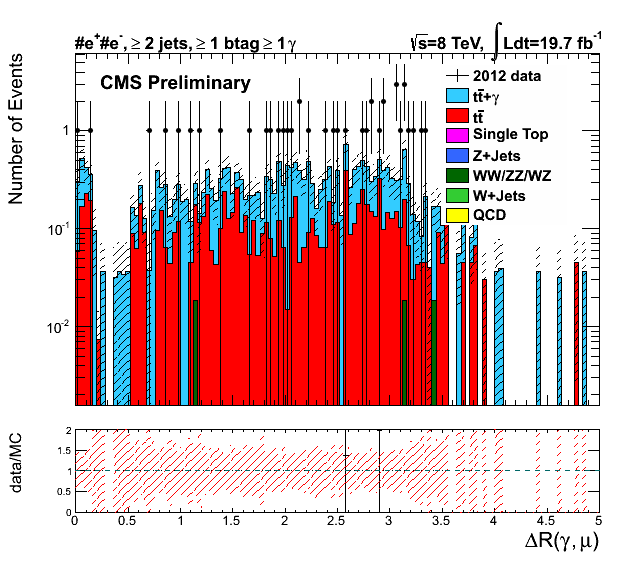 #e⁺#e⁻, ≥ 2 jets, ≥ 1 btag ≥ 1 γ √s=8 TeV, ∫ Ldt=19.7 fb⁻¹
CMS Preliminary
2012 data
tt̄+γ
tt̄
Single Top
Z+Jets
WW/ZZ/WZ
W+Jets
QCD
Number of Events
1
10⁻¹
10⁻²
data/MC
2
1.5
1
0.5
0
0 0.5 1 1.5 2 2.5 3 3.5 4 4.5 5
ΔR(γ, μ)